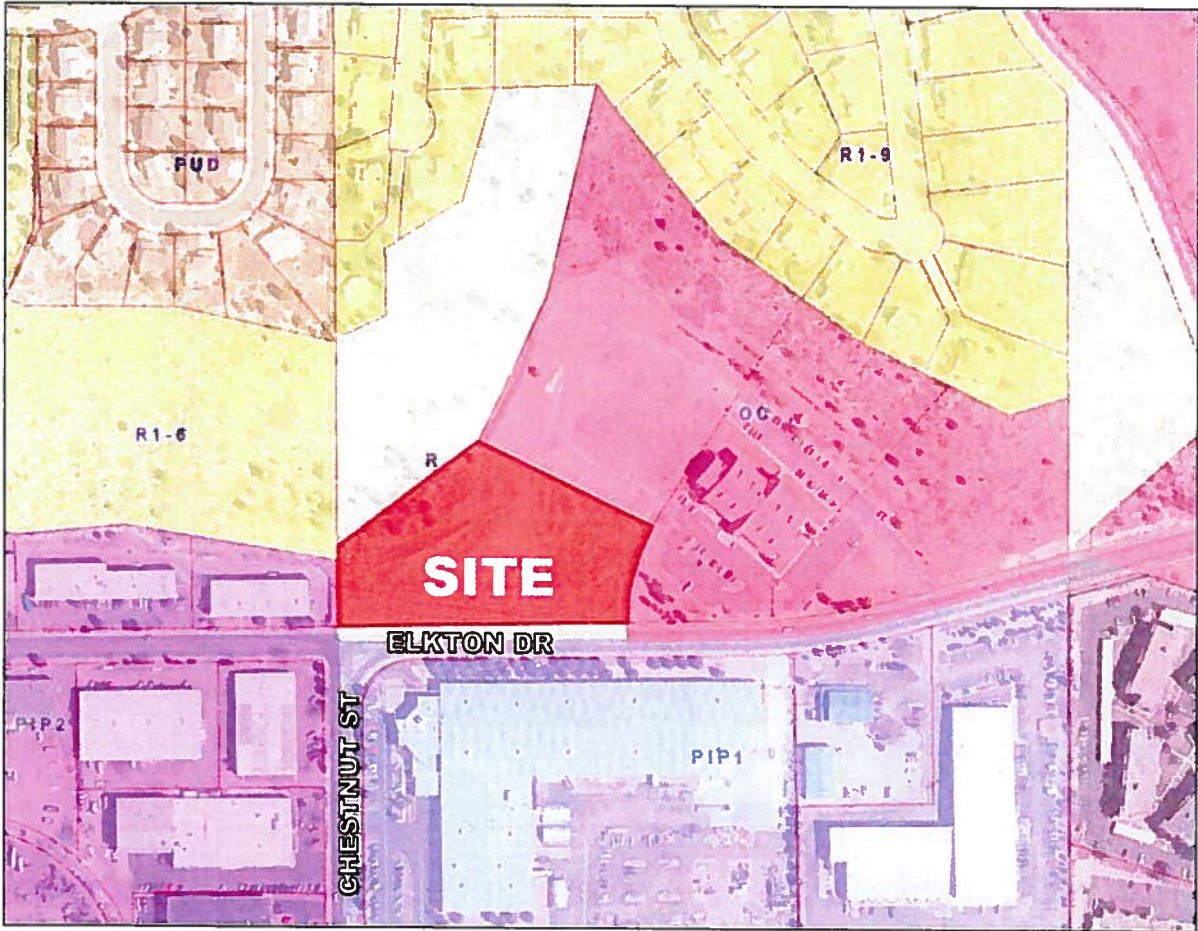 PUD
R1-9
OC
R1-6
R
SITE
ELKTON DR
CHESTNUT ST
PIP2
PIP1